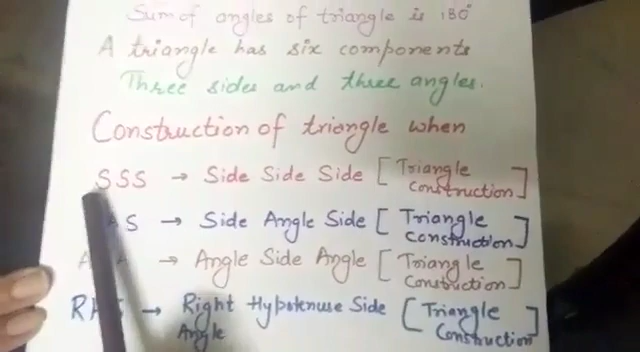 Sum of angles of triangle is 180°
A triangle has six components
Three sides and three angles.
Construction of triangle when
SSS → Side Side Side [Triangle Construction]
→ Side Angle Side [Triangle Construction]
→ Angle Side Angle [Triangle Construction]
→ Right Angle Hypotenuse Side [Triangle Construction]